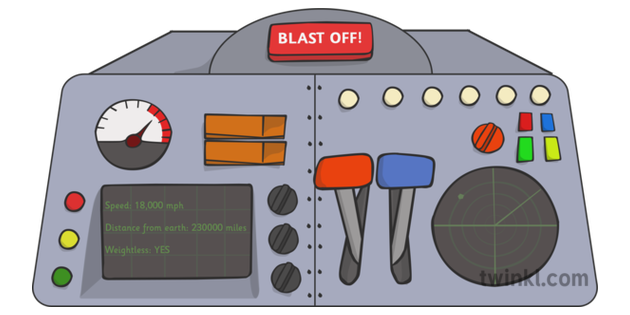 BLAST OFF!
Speed: 18,000 mph
Distance from earth: 230000 miles
Weightless: YES
twinkl.com